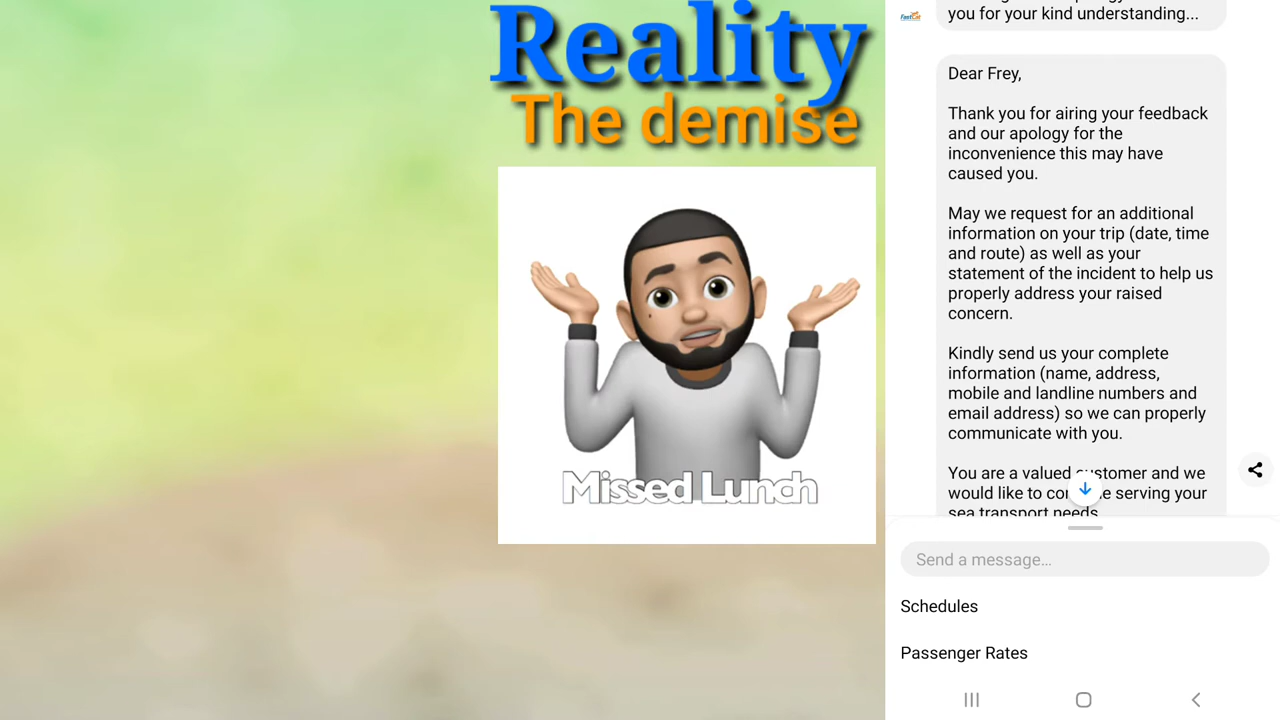 Reality
The demise
Missed Lunch
you for your kind understanding...
FastCat
Dear Frey,
Thank you for airing your feedback
and our apology for the
inconvenience this may have
caused you.
May we request for an additional
information on your trip (date, time
and route) as well as your
statement of the incident to help us
properly address your raised
concern.
Kindly send us your complete
information (name, address,
mobile and landline numbers and
email address) so we can properly
communicate with you.
You are a valued customer and we
would like to con e serving your
sea transport needs
Send a message...
Schedules
Passenger Rates